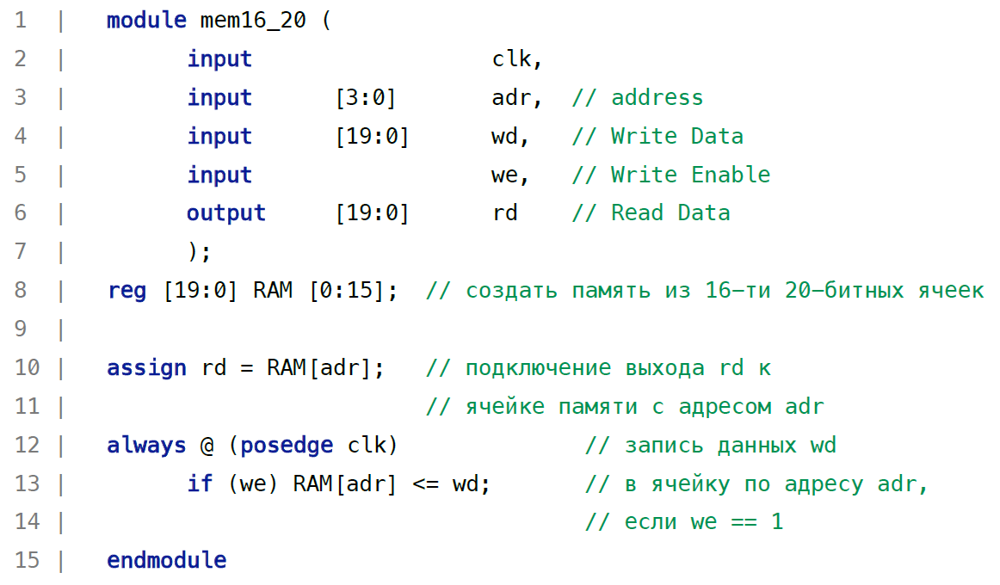 1 | module mem16_20 (
2 | input clk,
3 | input [3:0] adr, // address
4 | input [19:0] wd, // Write Data
5 | input we, // Write Enable
6 | output [19:0] rd // Read Data
7 | );
8 | reg [19:0] RAM [0:15]; // создать память из 16−ти 20−битных ячеек
9 |
10 | assign rd = RAM[adr]; // подключение выхода rd к
11 | // ячейке памяти с адресом adr
12 | always @ (posedge clk) // запись данных wd
13 | if (we) RAM[adr] <= wd; // в ячейку по адресу adr,
14 | // если we == 1
15 | endmodule